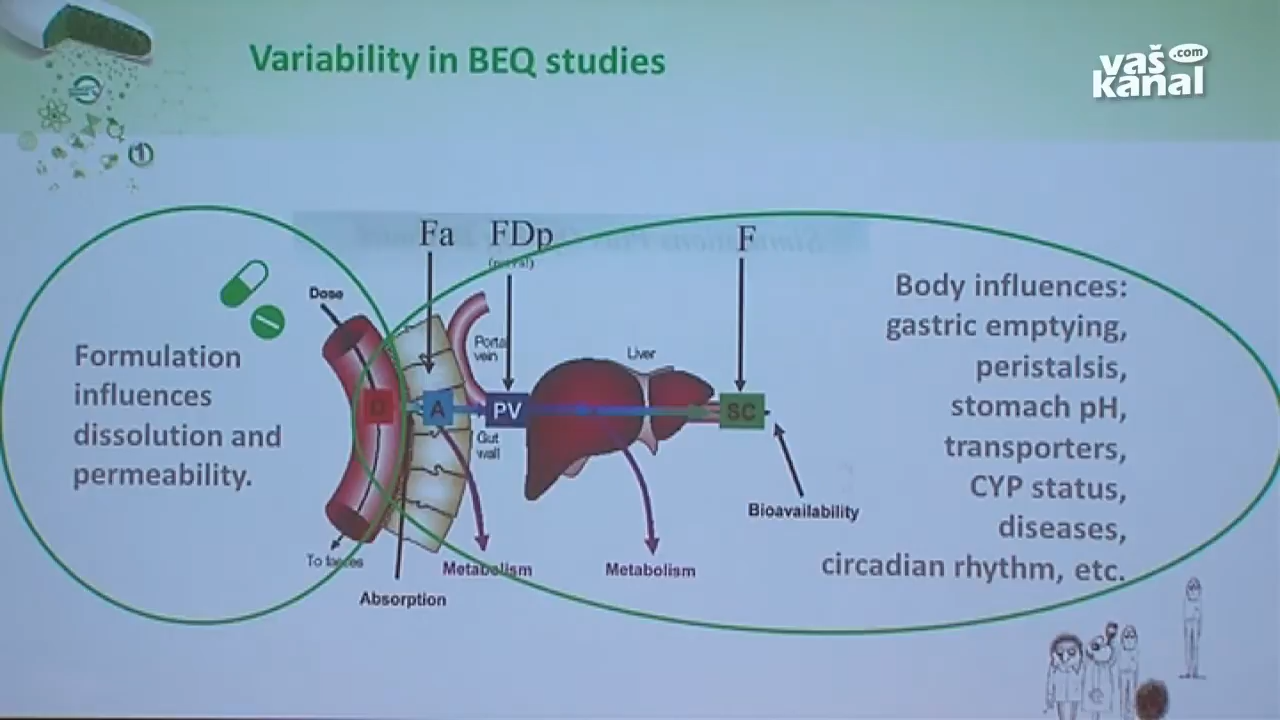 Variability in BEQ studies
vaš
.com
kanal
Fa
FDp
F
Dose
Formulation
influences
dissolution and
permeability.
Portal
vein
Liver
D
A
PV
SC
Gut
wall
Bioavailability
To faeces
Metabolism
Metabolism
Absorption
Body influences:
gastric emptying,
peristalsis,
stomach pH,
transporters,
CYP status,
diseases,
circadian rhythm, etc.